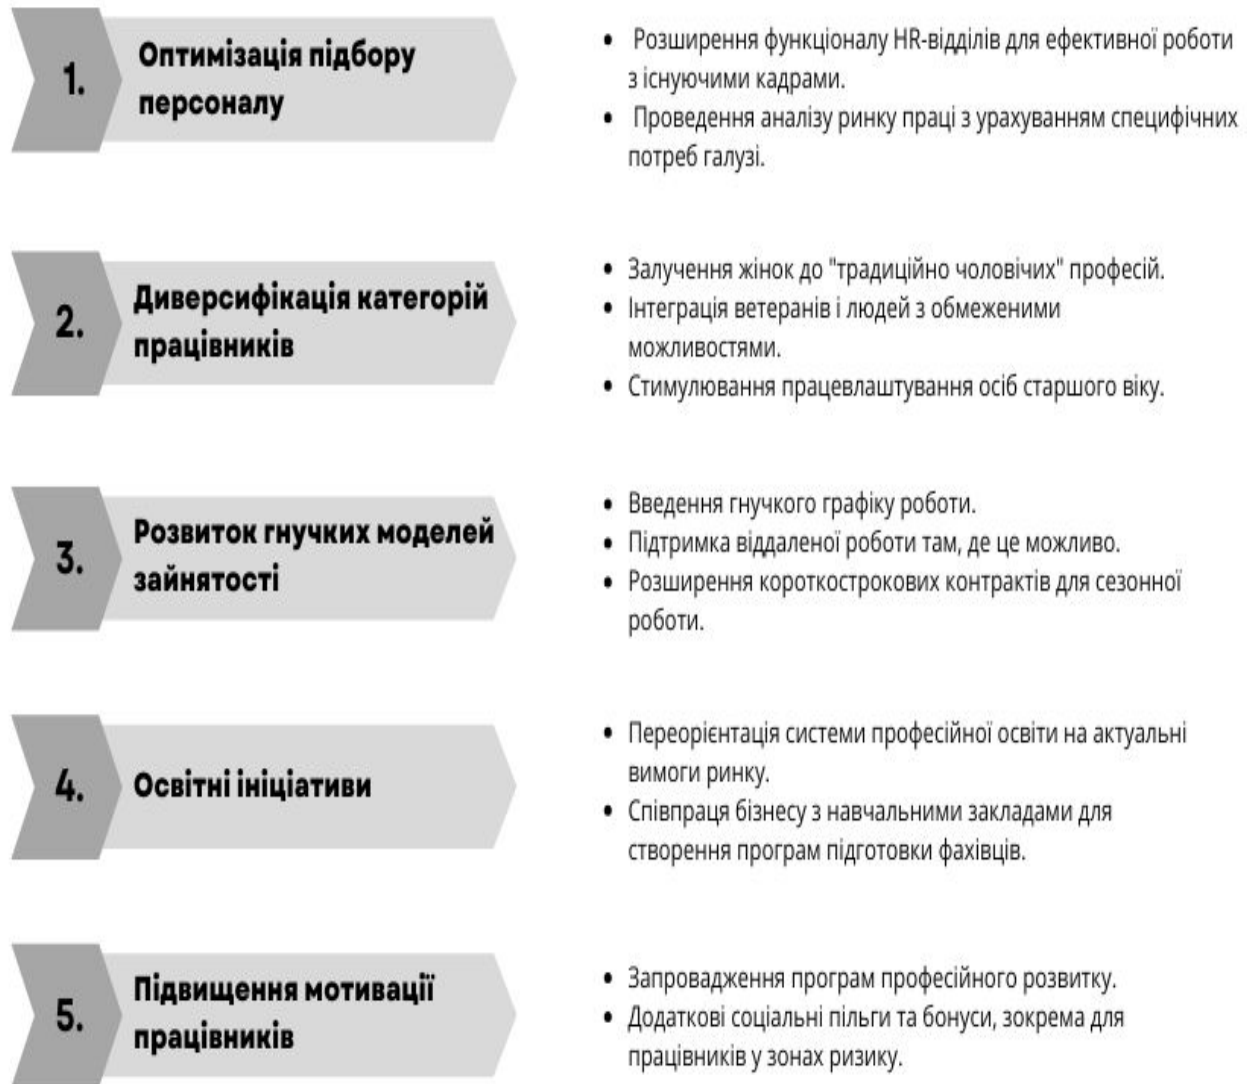 1.
Оптимізація підбору
персоналу
• Розширення функціоналу HR-відділів для ефективної роботи
з існуючими кадрами.
• Проведення аналізу ринку праці з урахуванням специфічних
потреб галузі.
2.
Диверсифікація категорій
працівників
• Залучення жінок до "традиційно чоловічих" професій.
• Інтеграція ветеранів і людей з обмеженими
можливостями.
• Стимулювання працевлаштування осіб старшого віку.
3.
Розвиток гнучких моделей
зайнятості
• Введення гнучкого графіку роботи.
• Підтримка віддаленої роботи там, де це можливо.
• Розширення короткострокових контрактів для сезонної
роботи.
4.
Освітні ініціативи
• Переорієнтація системи професійної освіти на актуальні
вимоги ринку.
• Співпраця бізнесу з навчальними закладами для
створення програм підготовки фахівців.
5.
Підвищення мотивації
працівників
• Запровадження програм професійного розвитку.
• Додаткові соціальні пільги та бонуси, зокрема для
працівників у зонах ризику.